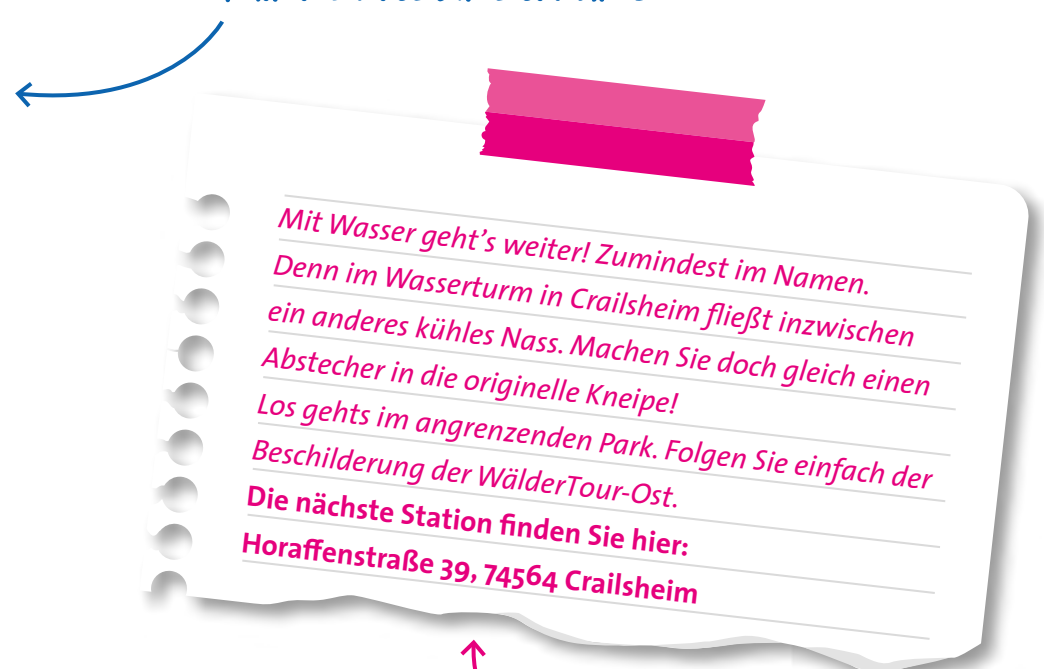 Mit Wasser geht's weiter! Zumindest im Namen.
Denn im Wasserturm in Crailsheim fließt inzwischen
ein anderes kühles Nass. Machen Sie doch gleich einen
Abstecher in die originelle Kneipe!
Los gehts im angrenzenden Park. Folgen Sie einfach der
Beschilderung der WälderTour-Ost.
Die nächste Station finden Sie hier:
Horaffenstraße 39, 74564 Crailsheim